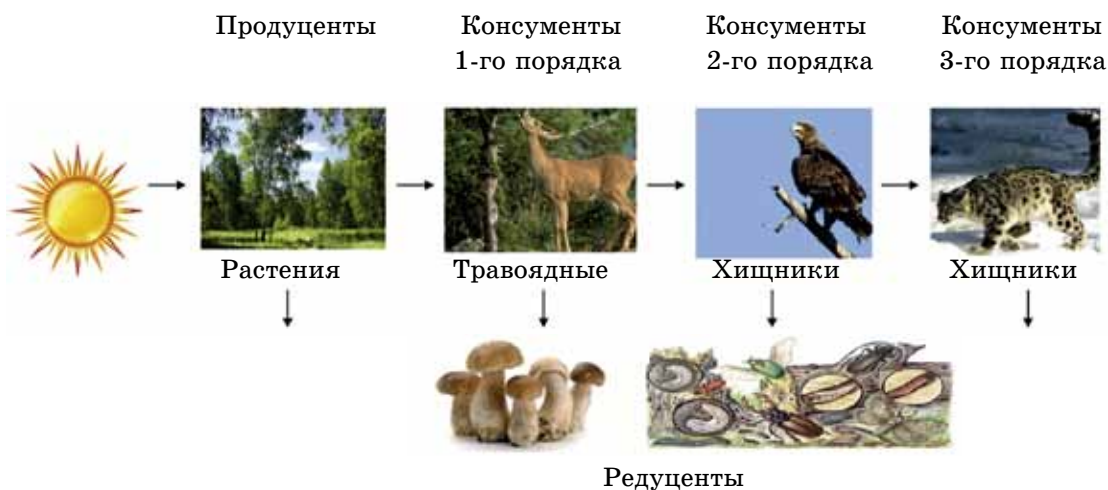 Продуценты
Консументы
1-го порядка
Консументы
2-го порядка
Консументы
3-го порядка
Растения
Травоядные
Хищники
Хищники
Редуценты